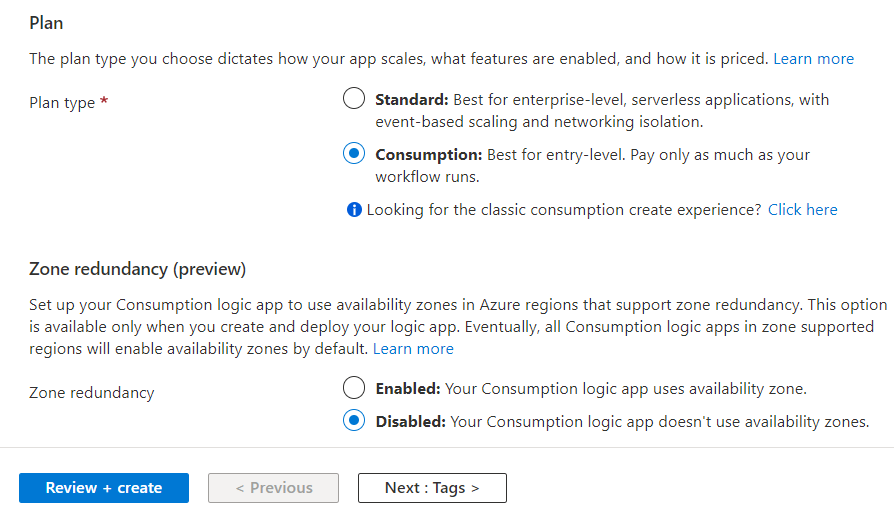 Plan
The plan type you choose dictates how your app scales, what features are enabled, and how it is priced. Learn more
Plan type *
Standard: Best for enterprise-level, serverless applications, with
event-based scaling and networking isolation.
Consumption: Best for entry-level. Pay only as much as your
workflow runs.
Looking for the classic consumption create experience? Click here
Zone redundancy (preview)
Set up your Consumption logic app to use availability zones in Azure regions that support zone redundancy. This option
is available only when you create and deploy your logic app. Eventually, all Consumption logic apps in zone supported
regions will enable availability zones by default. Learn more
Zone redundancy
Enabled: Your Consumption logic app uses availability zone.
Disabled: Your Consumption logic app doesn't use availability zones.
Review + create
< Previous
Next : Tags >